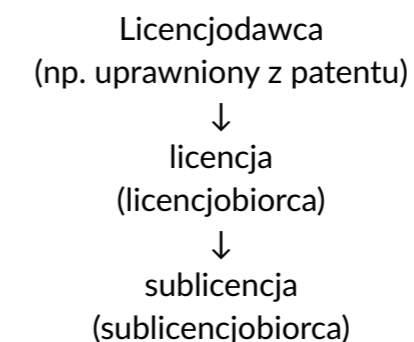 Licencjodawca
(np. uprawniony z patentu)
↓
licencja
(licencjobiorca)
↓
sublicencja
(sublicencjobiorca)